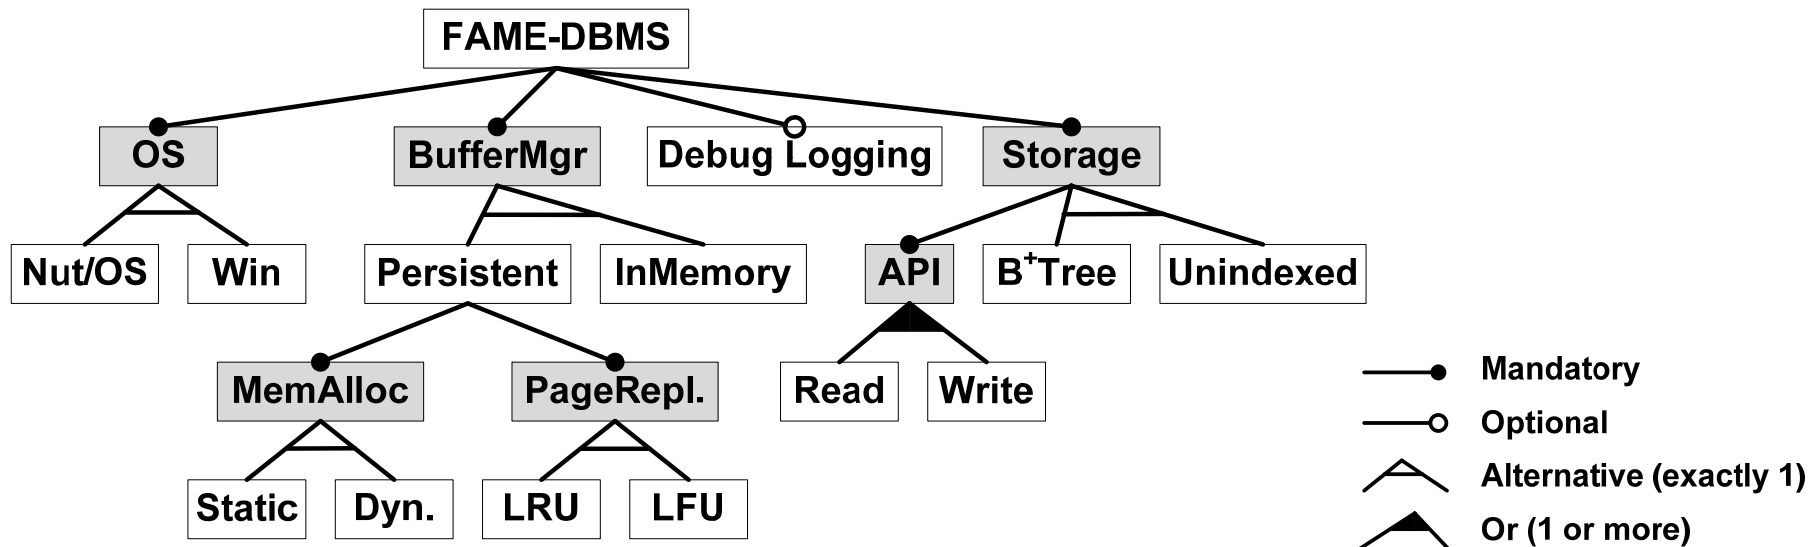 FAME-DBMS
OS
BufferMgr
Debug Logging
Storage
Nut/OS
Win
Persistent
InMemory
API
B+Tree
Unindexed
MemAlloc
PageRepl.
Read
Write
Static
Dyn.
LRU
LFU
Mandatory
Optional
Alternative (exactly 1)
Or (1 or more)